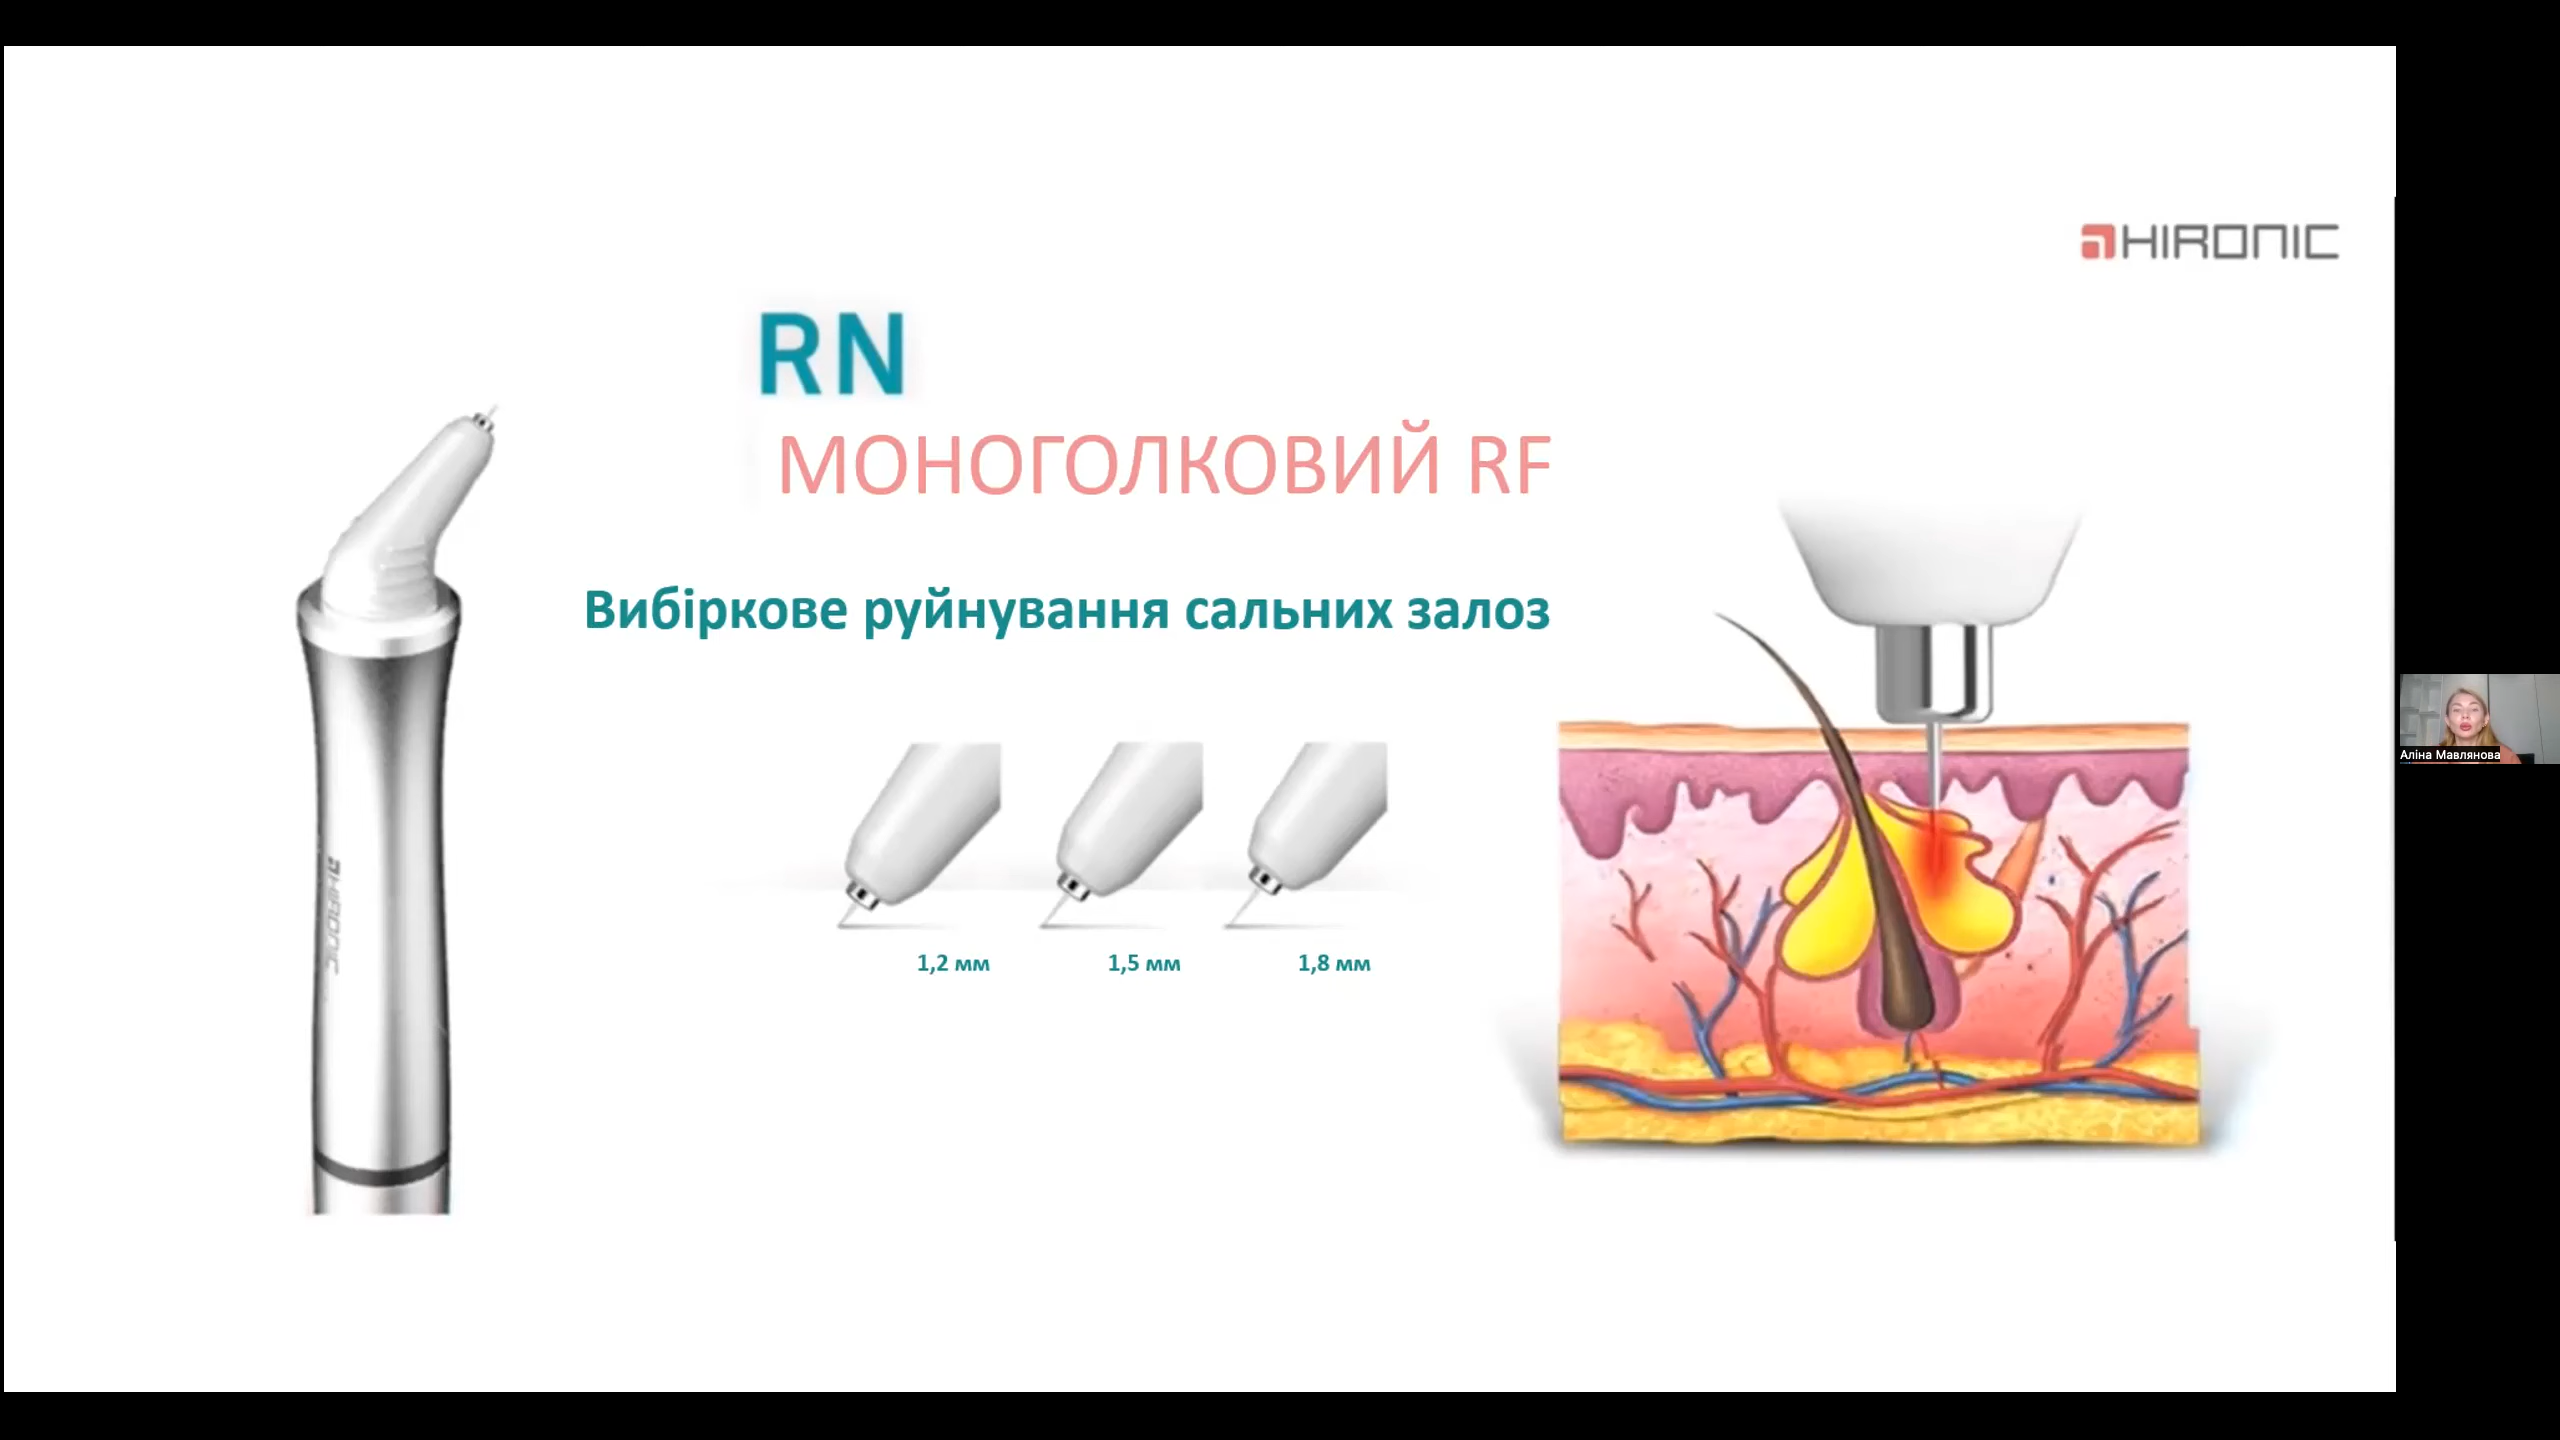 HIRONIC
RN
МОНОГОЛКОВИЙ RF
Вибіркове руйнування сальних залоз
1,2 мм
1,5 мм
1,8 мм
HIRONIC
Аліна Мавлянова